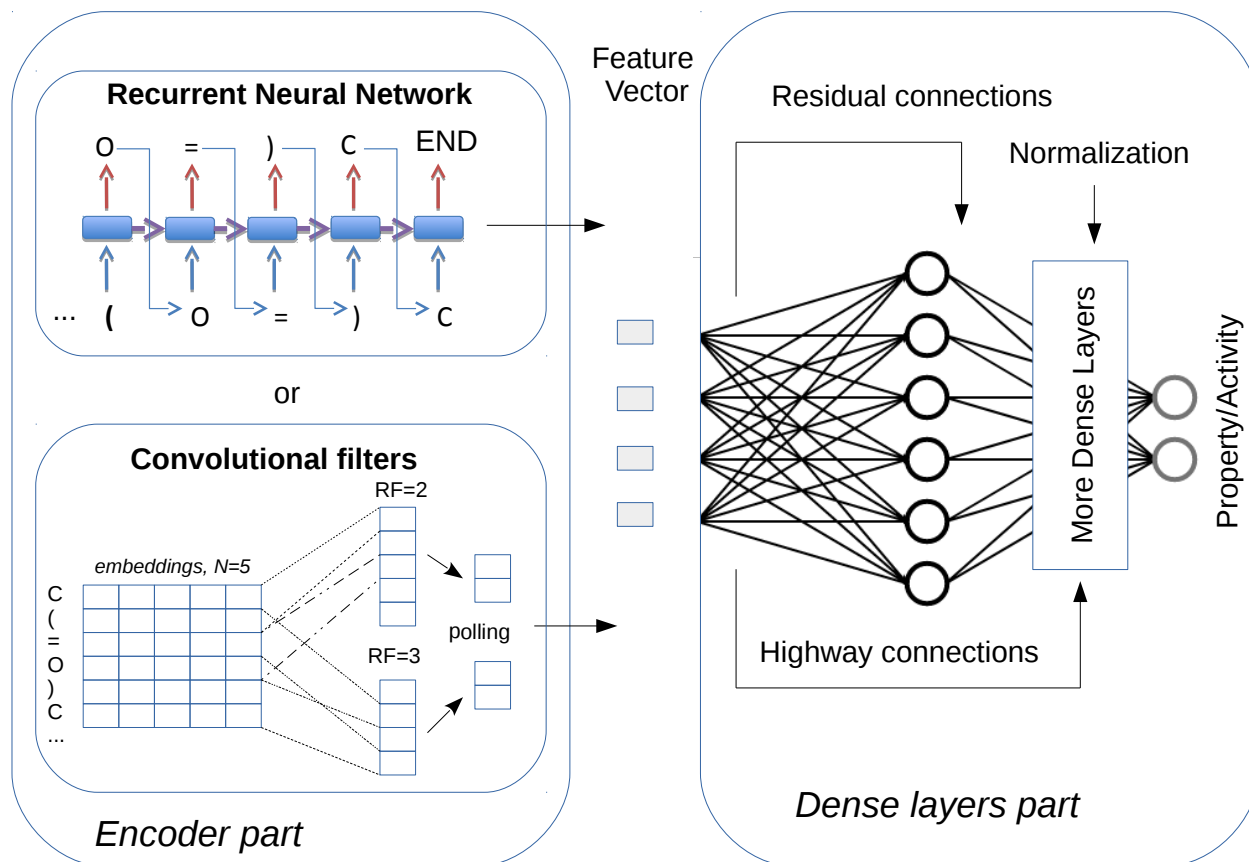 Recurrent Neural Network
O = ) C END
... ( O = ) C
or
Convolutional filters
RF=2
embeddings, N=5
C
(
=
O
)
C
...
polling
RF=3
Encoder part
Feature
Vector
Residual connections
Normalization
More Dense Layers
Property/Activity
Highway connections
Dense layers part